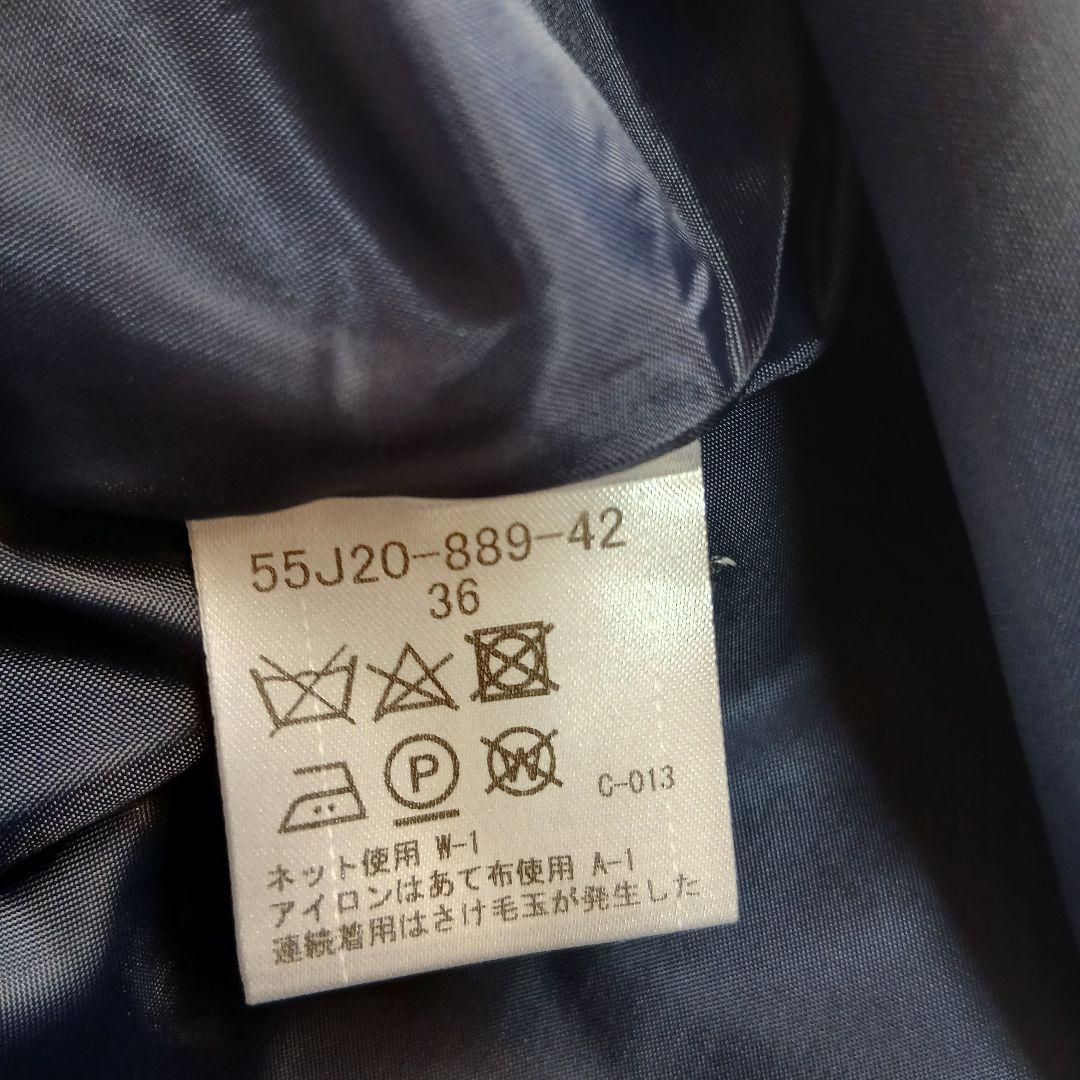 55J20-889-42
36
P
W
C-013
ネット使用 W-1
アイロンはあて布使用 A-1
連続着用はさけ毛玉が発生した